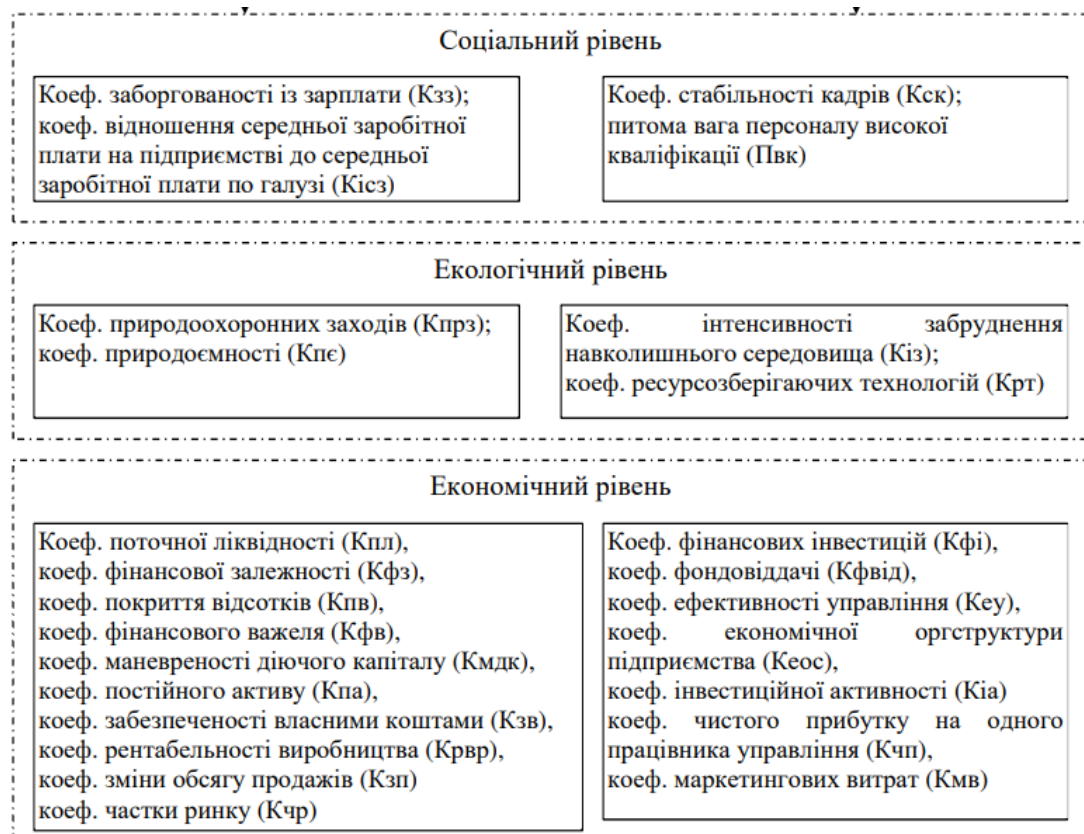 Соціальний рівень
Коеф. заборгованості із зарплати (Кзз);
коеф. відношення середньої заробітної
плати на підприємстві до середньої
заробітної плати по галузі (Кісз)
Коеф. стабільності кадрів (Кск);
питома вага персоналу високої
кваліфікації (Пвк)
Екологічний рівень
Коеф. природоохоронних заходів (Кпрз);
коеф. природоємності (Кпє)
Коеф. інтенсивності забруднення
навколишнього середовища (Кіз);
коеф. ресурсозберігаючих технологій (Крт)
Економічний рівень
Коеф. поточної ліквідності (Кпл),
коеф. фінансової залежності (Кфз),
коеф. покриття відсотків (Кпв),
коеф. фінансового важеля (Кфв),
коеф. маневреності діючого капіталу (Кмдк),
коеф. постійного активу (Кпа),
коеф. забезпеченості власними коштами (Кзв),
коеф. рентабельності виробництва (Крвр),
коеф. зміни обсягу продажів (Кзп)
коеф. частки ринку (Кчр)
Коеф. фінансових інвестицій (Кфі),
коеф. фондовіддачі (Кфвід),
коеф. ефективності управління (Кеу),
коеф. економічної оргструктури
підприємства (Кеос),
коеф. інвестиційної активності (Кіа)
коеф. чистого прибутку на одного
працівника управління (Кчп),
коеф. маркетингових витрат (Кмв)